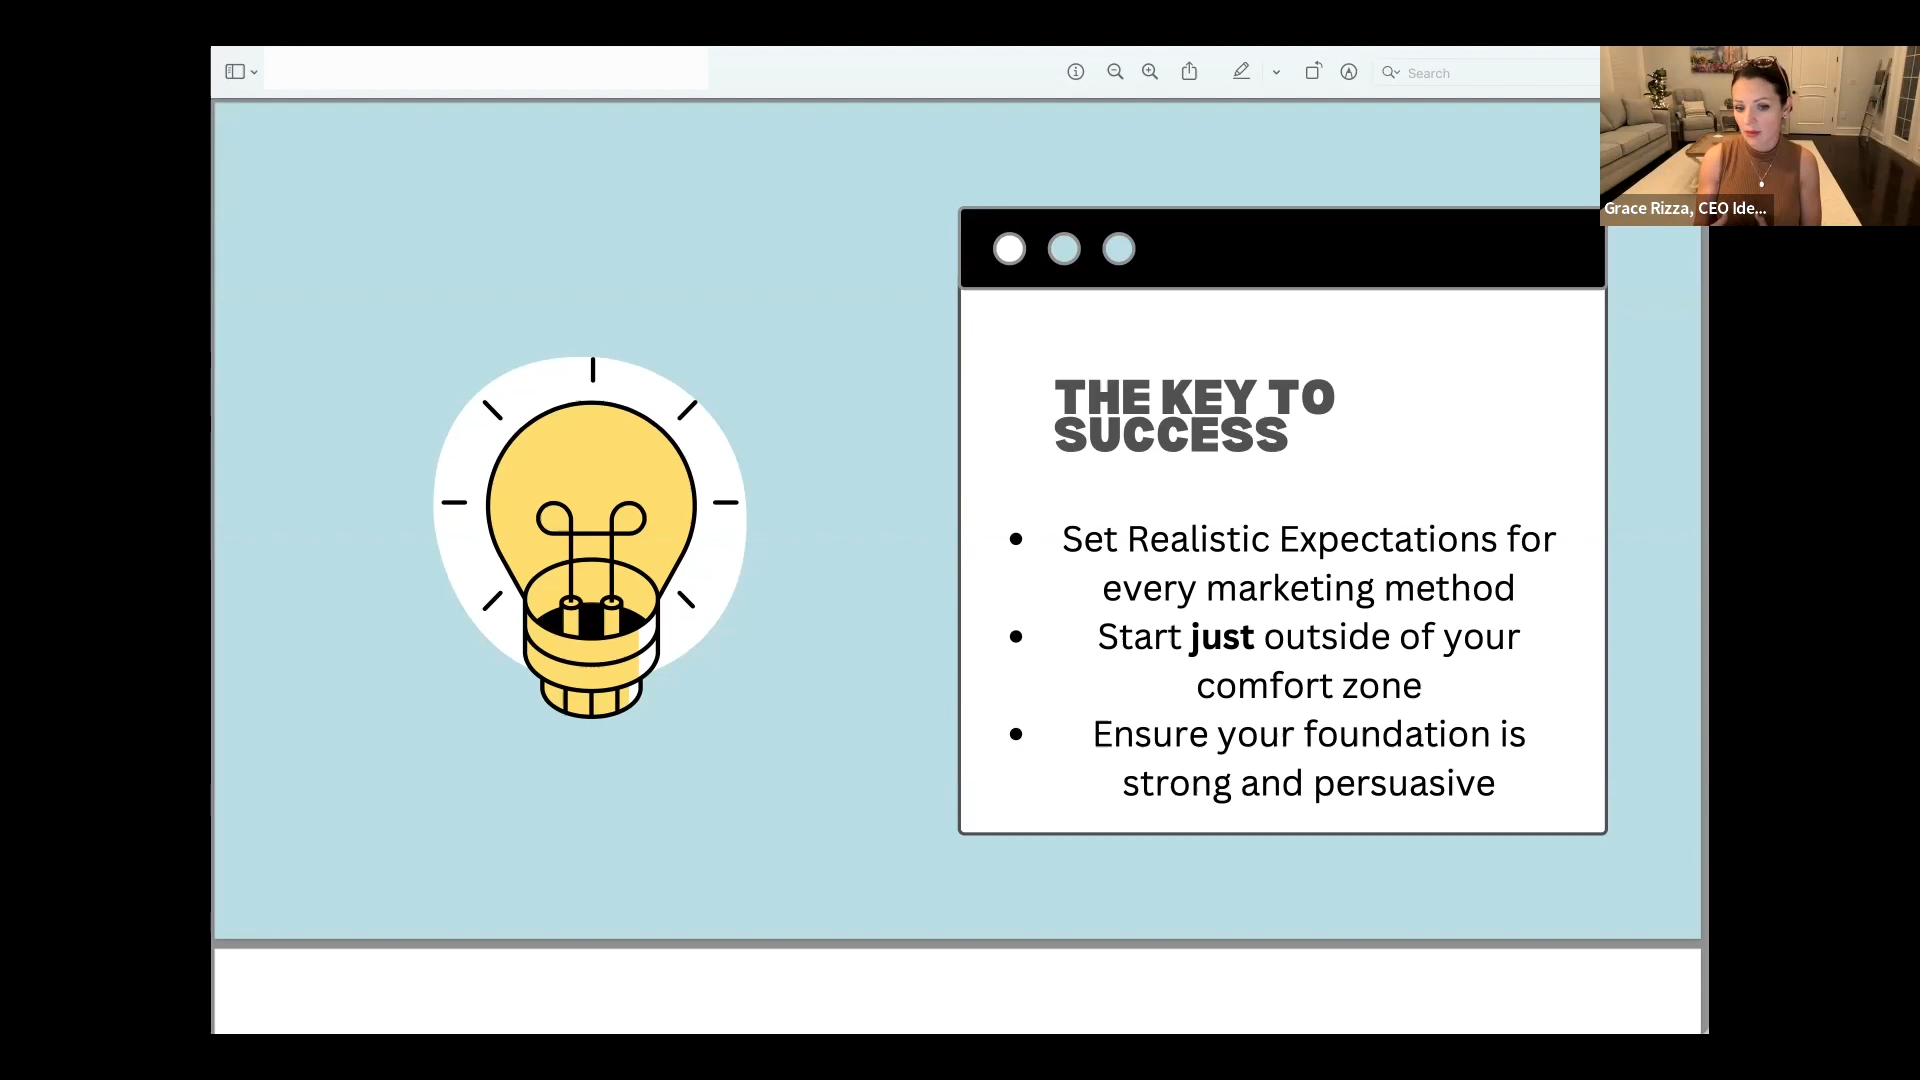 Search
Grace Rizza, CEO Ide...
THE KEY TO
SUCCESS
• Set Realistic Expectations for
every marketing method
• Start just outside of your
comfort zone
• Ensure your foundation is
strong and persuasive